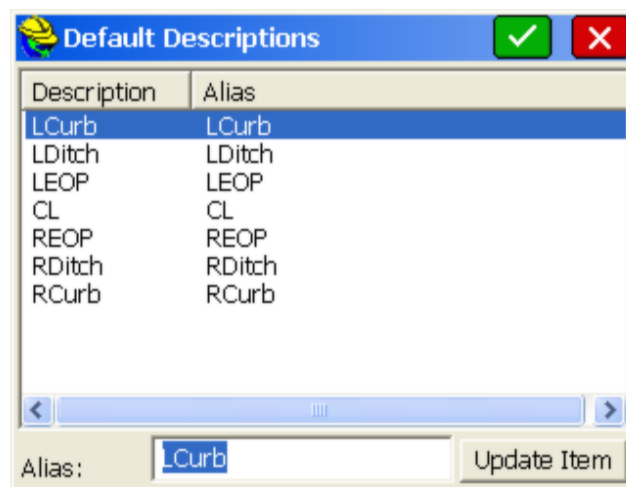 Default Descriptions
Description Alias
LCurb LCurb
LDitch LDitch
LEOP LEOP
CL CL
REOP REOP
RDitch RDitch
RCurb RCurb
Alias: LCurb Update Item